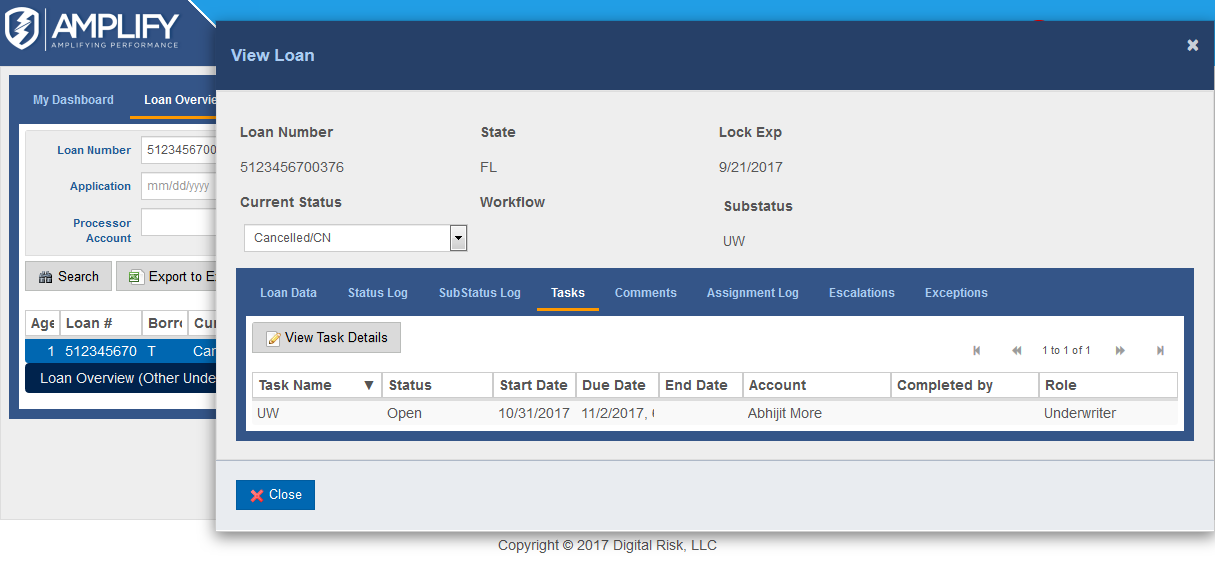 AMPLIFY
AMPLIFYING PERFORMANCE
My Dashboard Loan Overvie
Loan Number 5123456700
Application mm/dd/yyyy
Processor
Account
Search Export to E
Age Loan # Borr Cu
1 512345670 T Car
Loan Overview (Other Unde
View Loan
Loan Number State Lock Exp
5123456700376 FL 9/21/2017
Current Status Workflow Substatus
Cancelled/CN UW
Loan Data Status Log SubStatus Log Tasks Comments Assignment Log Escalations Exceptions
View Task Details
1 to 1 of 1
Task Name ▼ Status Start Date Due Date End Date Account Completed by Role
UW Open 10/31/2017 11/2/2017, Abhijit More Underwriter
Close
Copyright © 2017 Digital Risk, LLC